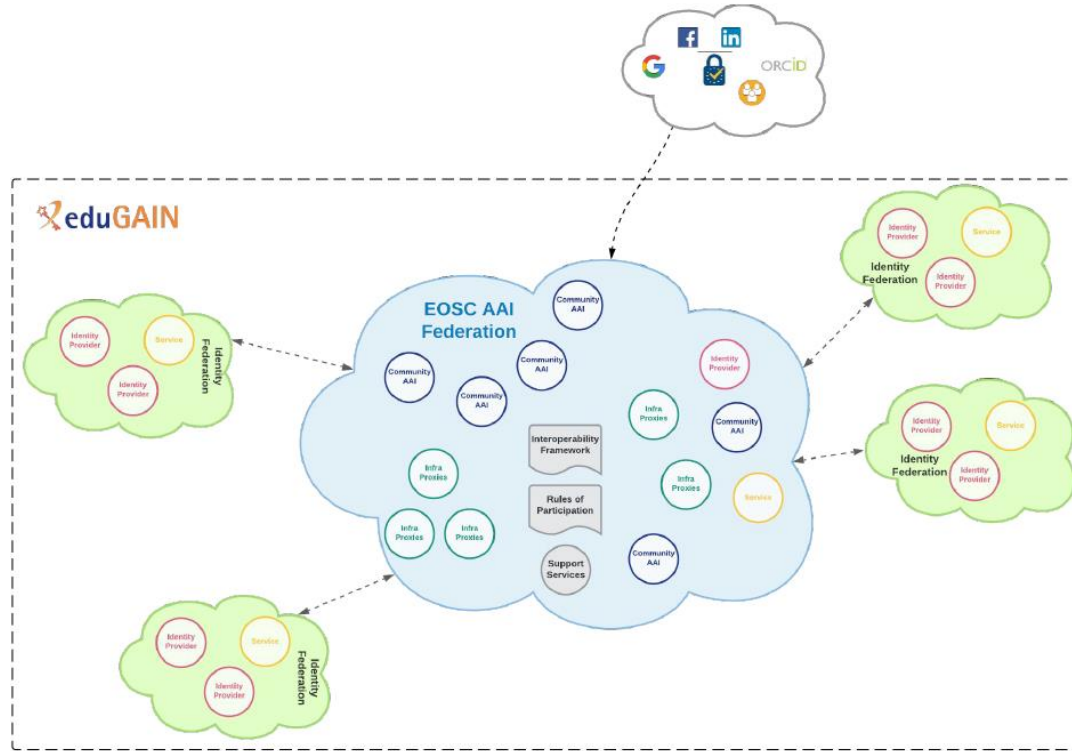 ORCID
eduGAIN
EOSC AAI
Federation
Community
AAI
Community
AAI
Community
AAI
Community
AAI
Identity
Provider
Infra
Proxies
Community
AAI
Interoperability
Framework
Infra
Proxies
Infra
Proxies
Service
Rules of
Participation
Infra
Proxies
Infra
Proxies
Support
Services
Community
AAI
Identity
Provider
Service
Identity
Provider
Identity
Federation
Identity
Provider
Service
Identity
Provider
Identity
Federation
Identity
Provider
Service
Identity
Federation
Identity
Provider
Identity
Provider
Service
Identity
Federation
Identity
Provider